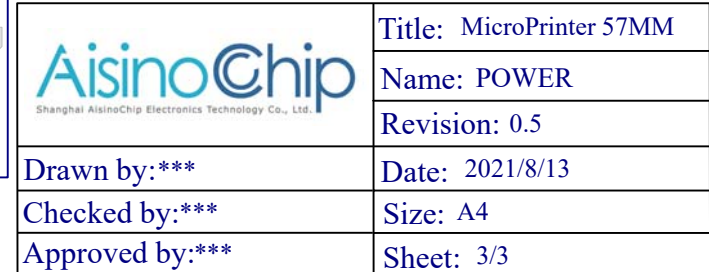 AisinoChip
Shanghai AisinoChip Electronics Technology Co., Ltd.
Title: MicroPrinter 57MM
Name: POWER
Revision: 0.5
Drawn by:***
Date: 2021/8/13
Checked by:***
Size: A4
Approved by:***
Sheet: 3/3